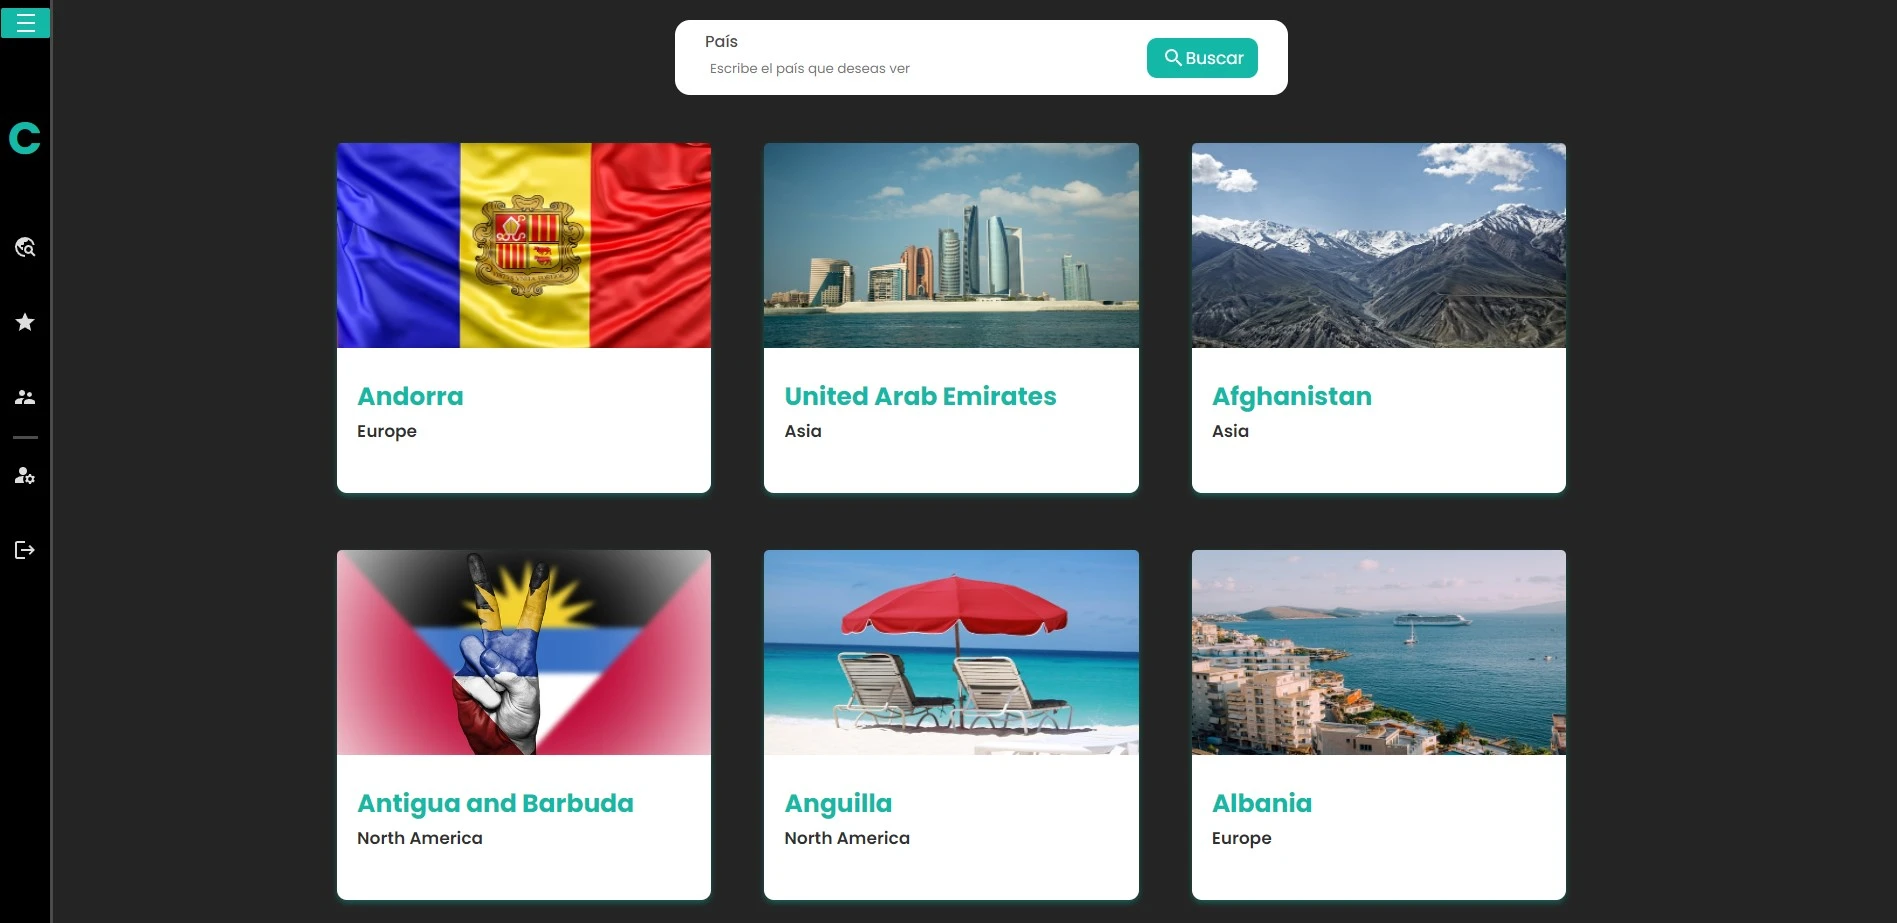 País
Escribe el país que deseas ver
Buscar
C
Andorra
Europe
United Arab Emirates
Asia
Afghanistan
Asia
Antigua and Barbuda
North America
Anguilla
North America
Albania
Europe